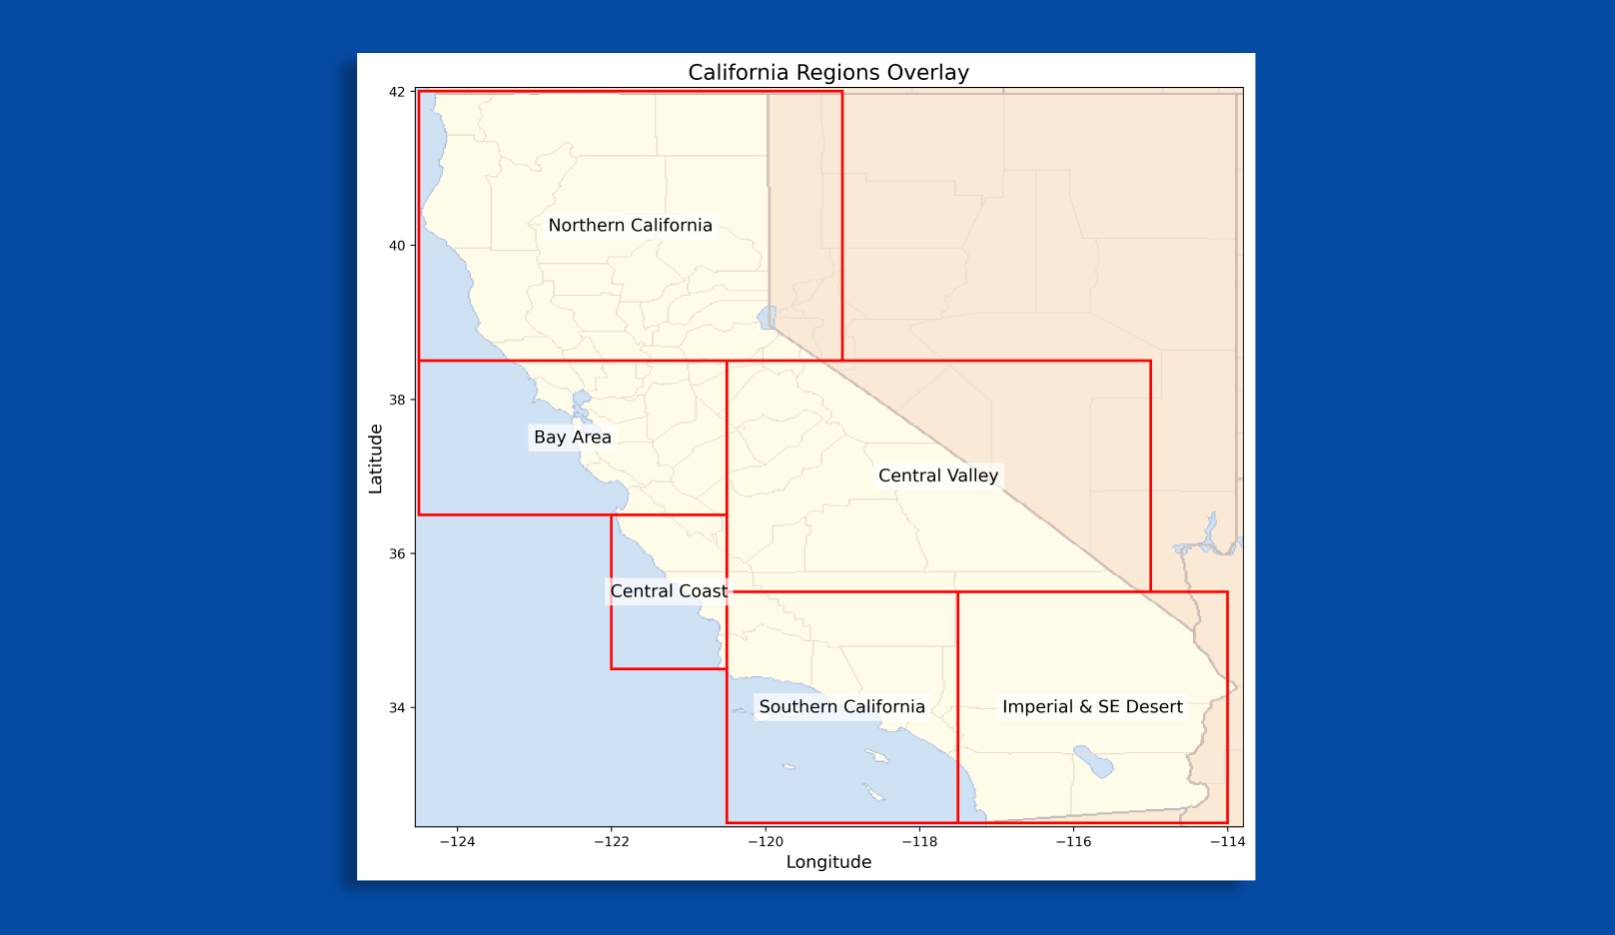 California Regions Overlay
42
40
38
36
34
Latitude
Northern California
Bay Area
Central Valley
Central Coast
Southern California
Imperial & SE Desert
−124
−122
−120
−118
−116
−114
Longitude